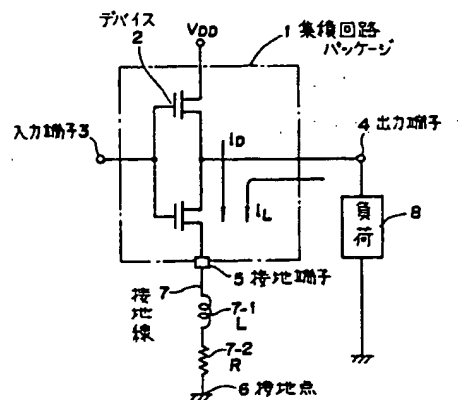 デバイス
2
VDD
1 集積回路
パッケージ
入力端子3
4 出力端子
iD
iL
負荷
8
5 接地端子
7
接地線
7-1
L
7-2
R
6 接地点